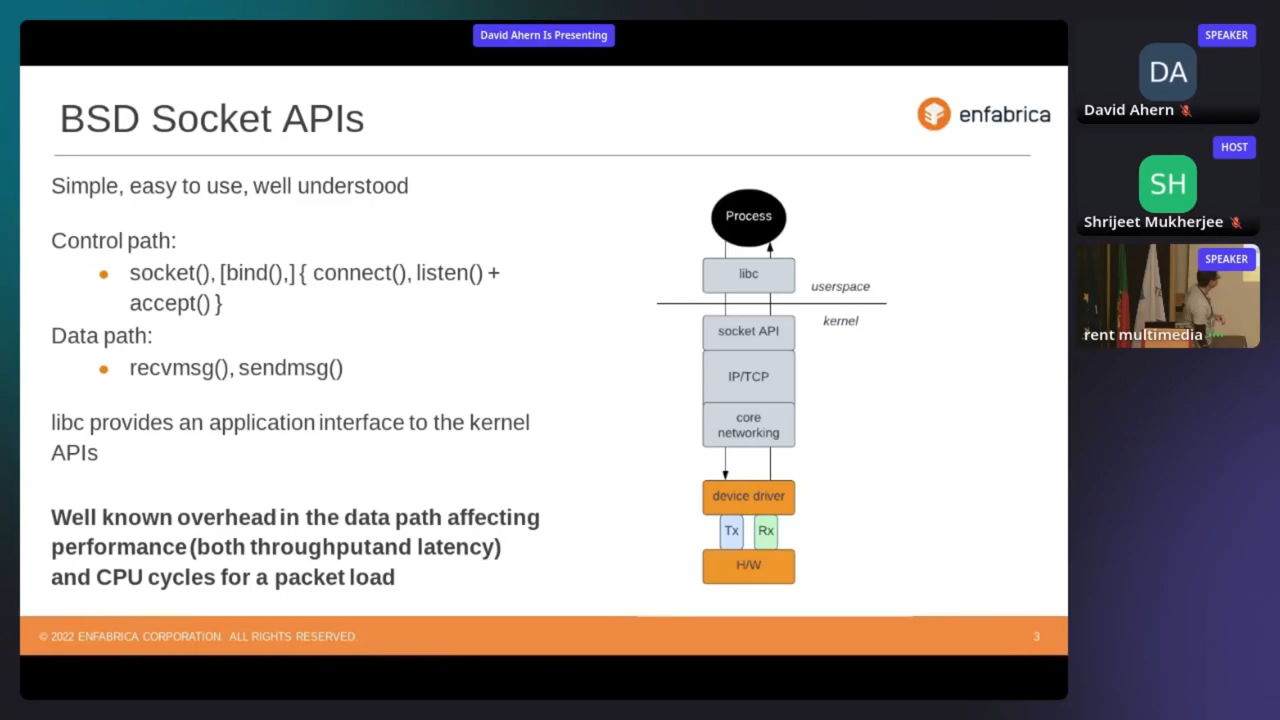 David Ahern Is Presenting
BSD Socket APIs
enfabrica
Simple, easy to use, well understood
Control path:
● socket(), [bind(),] { connect(), listen() +
accept() }
Data path:
● recvmsg(), sendmsg()
libc provides an application interface to the kernel
APIs
Well known overhead in the data path affecting
performance (both throughputand latency)
and CPU cycles for a packet load
Process
libc
userspace
kernel
socket API
IP/TCP
core
networking
device driver
Tx
Rx
H/W
© 2022 ENFABRICA CORPORATION. ALL RIGHTS RESERVED.
3
SPEAKER
DA
David Ahern
HOST
SH
Shrijeet Mukherjee
SPEAKER
rent multimedia